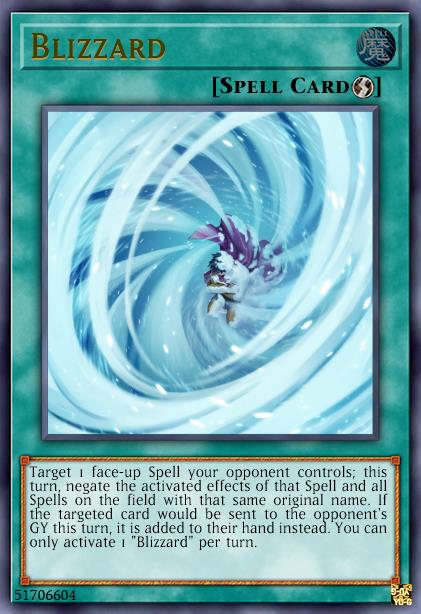 BLIZZARD
魔
[SPELL CARD]
Target 1 face-up Spell your opponent controls; this
turn, negate the activated effects of that Spell and all
Spells on the field with that same original name. If
the targeted card would be sent to the opponent's
GY this turn, it is added to their hand instead. You can
only activate 1 "Blizzard" per turn.
51706604